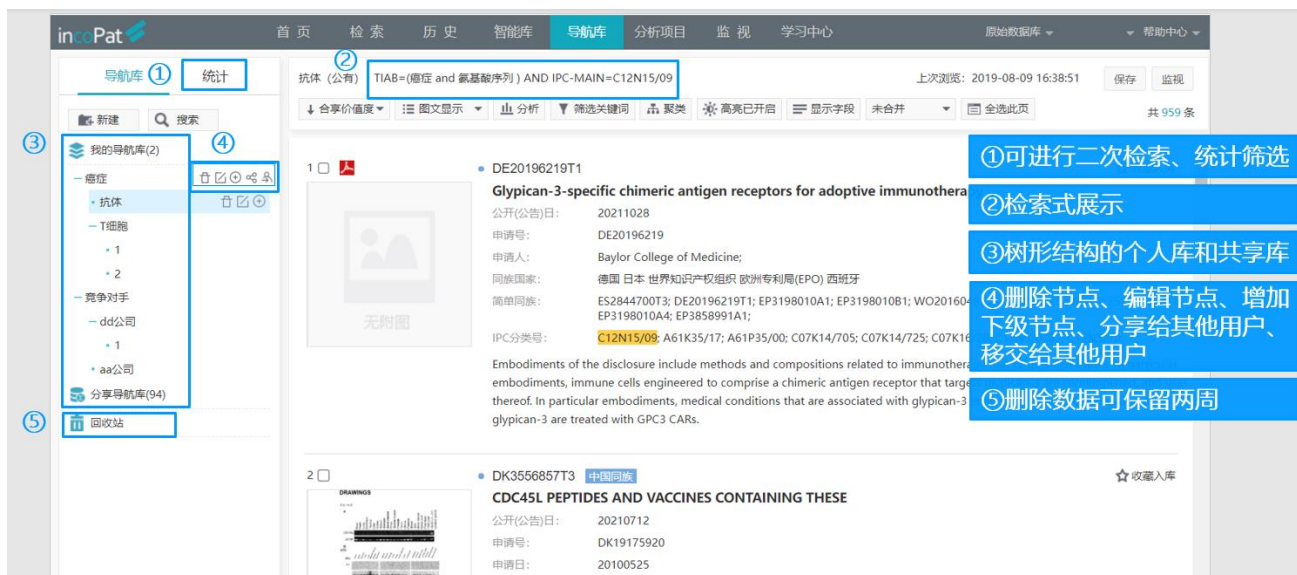 incoPat
首 页 检 索 历 史 智能库 导航库 分析项目 监 视 学习中心 原始数据库 帮助中心
导航库 ① 统计
②
抗体 (公有) TIAB=(癌症 and 氨基酸序列 ) AND IPC-MAIN=C12N15/09 上次浏览: 2019-08-09 16:38:51 保存 监视
新建 搜索
合享价值度 图文显示 分析 筛选关键词 聚类 高亮已开启 显示字段 未合并 全选此页 共 959 条
③ 我的导航库(2) ④
癌症
抗体
T细胞
1
2
竞争对手
dd公司
1
aa公司
分享导航库(94)
⑤ 回收站
1 DE20196219T1
无附图
Glypican-3-specific chimeric antigen receptors for adoptive immunothera
公开(公告)日: 20211028
申请号: DE20196219
申请人: Baylor College of Medicine;
同族国家: 德国 日本 世界知识产权组织 欧洲专利局(EPO) 西班牙
简单同族: ES2844700T3; DE20196219T1; EP3198010A1; EP3198010B1; WO201604
EP3198010A4; EP3858991A1;
IPC分类号: C12N15/09; A61K35/17; A61P35/00; C07K14/705; C07K14/725; C07K16
Embodiments of the disclosure include methods and compositions related to immunothera
embodiments, immune cells engineered to comprise a chimeric antigen receptor that targe
thereof. In particular embodiments, medical conditions that are associated with glypican-3
glypican-3 are treated with GPC3 CARs.
①可进行二次检索、统计筛选
②检索式展示
③树形结构的个人库和共享库
④删除节点、编辑节点、增加
下级节点、分享给其他用户、
移交给其他用户
⑤删除数据可保留两周
2 DK3556857T3 中国同族 收藏入库
DRAWINGS
CDC45L PEPTIDES AND VACCINES CONTAINING THESE
公开(公告)日: 20210712
申请号: DK19175920
申请日: 20100525